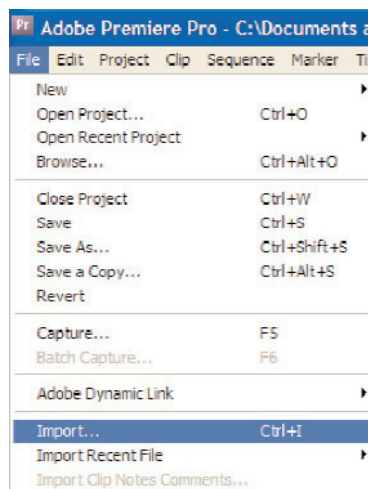 Pr Adobe Premiere Pro - C:\Documents a
File Edit Project Clip Sequence Marker Ti
New
Open Project... Ctrl+O
Open Recent Project
Browse... Ctrl+Alt+O
Close Project Ctrl+W
Save Ctrl+S
Save As... Ctrl+Shift+S
Save a Copy... Ctrl+Alt+S
Revert
Capture... F5
Batch Capture... F6
Adobe Dynamic Link
Import... Ctrl+I
Import Recent File
Import Clip Notes Comments...